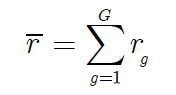 r̅ = ∑_{g=1}^{G} r_g